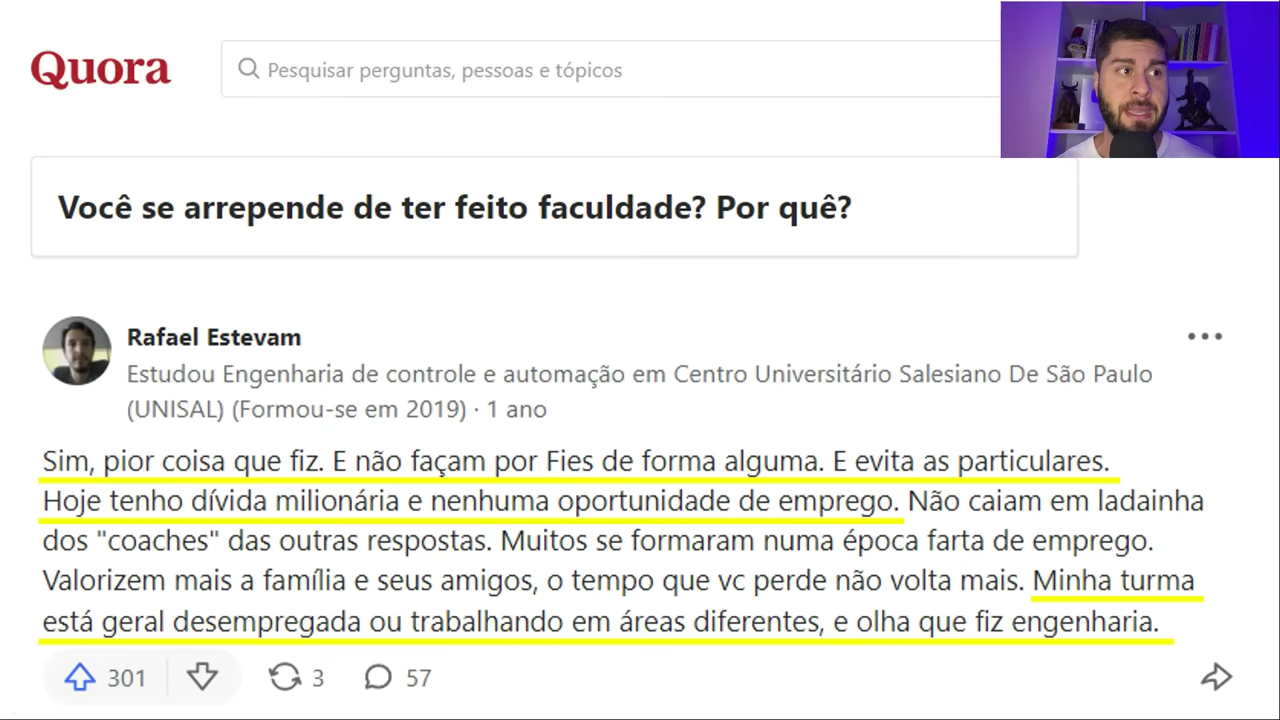 Quora
Pesquisar perguntas, pessoas e tópicos
Você se arrepende de ter feito faculdade? Por quê?
Rafael Estevam
Estudou Engenharia de controle e automação em Centro Universitário Salesiano De São Paulo
(UNISAL) (Formou-se em 2019) · 1 ano
Sim, pior coisa que fiz. E não façam por Fies de forma alguma. E evita as particulares.
Hoje tenho dívida milionária e nenhuma oportunidade de emprego. Não caiam em ladainha
dos "coaches" das outras respostas. Muitos se formaram numa época farta de emprego.
Valorizem mais a família e seus amigos, o tempo que vc perde não volta mais. Minha turma
está geral desempregada ou trabalhando em áreas diferentes, e olha que fiz engenharia.
301 3 57